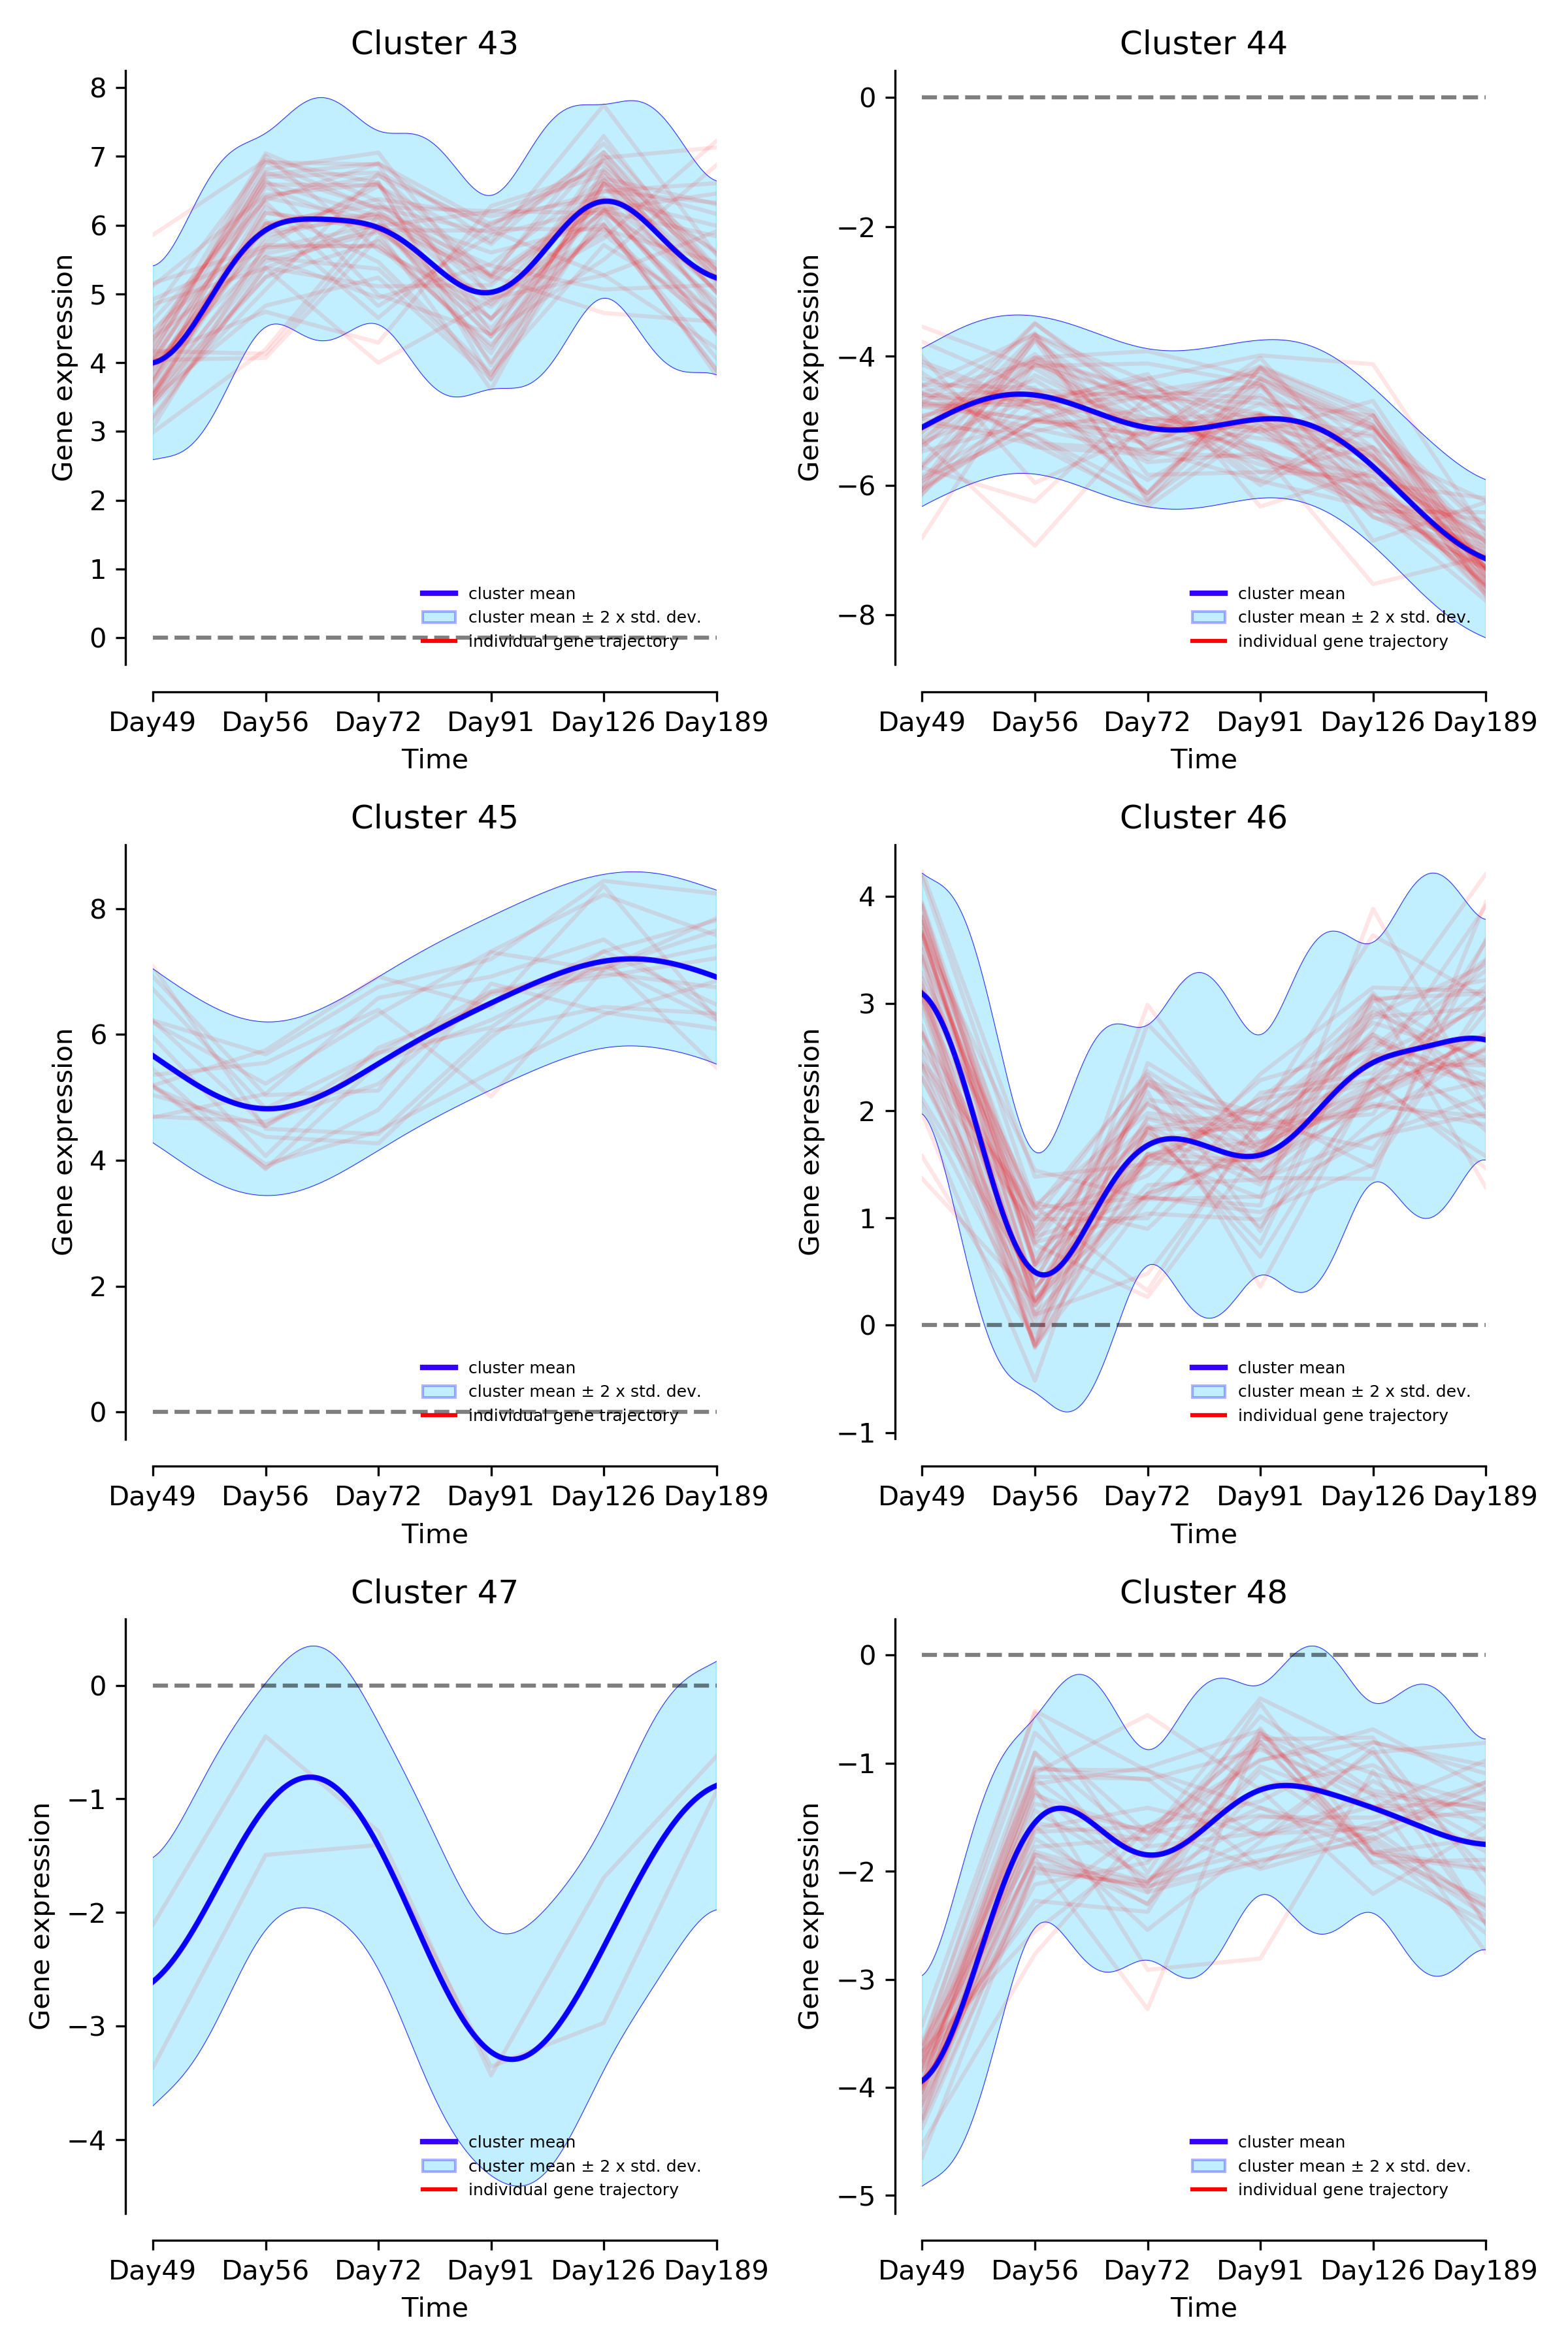 Cluster 43
Gene expression
8
7
6
5
4
3
2
1
0
cluster mean
cluster mean ± 2 x std. dev.
individual gene trajectory
Day49 Day56 Day72 Day91 Day126 Day189
Time
Cluster 44
Gene expression
0
−2
−4
−6
−8
cluster mean
cluster mean ± 2 x std. dev.
individual gene trajectory
Day49 Day56 Day72 Day91 Day126 Day189
Time
Cluster 45
Gene expression
8
6
4
2
0
cluster mean
cluster mean ± 2 x std. dev.
individual gene trajectory
Day49 Day56 Day72 Day91 Day126 Day189
Time
Cluster 46
Gene expression
4
3
2
1
0
−1
cluster mean
cluster mean ± 2 x std. dev.
individual gene trajectory
Day49 Day56 Day72 Day91 Day126 Day189
Time
Cluster 47
Gene expression
0
−1
−2
−3
−4
cluster mean
cluster mean ± 2 x std. dev.
individual gene trajectory
Day49 Day56 Day72 Day91 Day126 Day189
Time
Cluster 48
Gene expression
0
−1
−2
−3
−4
−5
cluster mean
cluster mean ± 2 x std. dev.
individual gene trajectory
Day49 Day56 Day72 Day91 Day126 Day189
Time